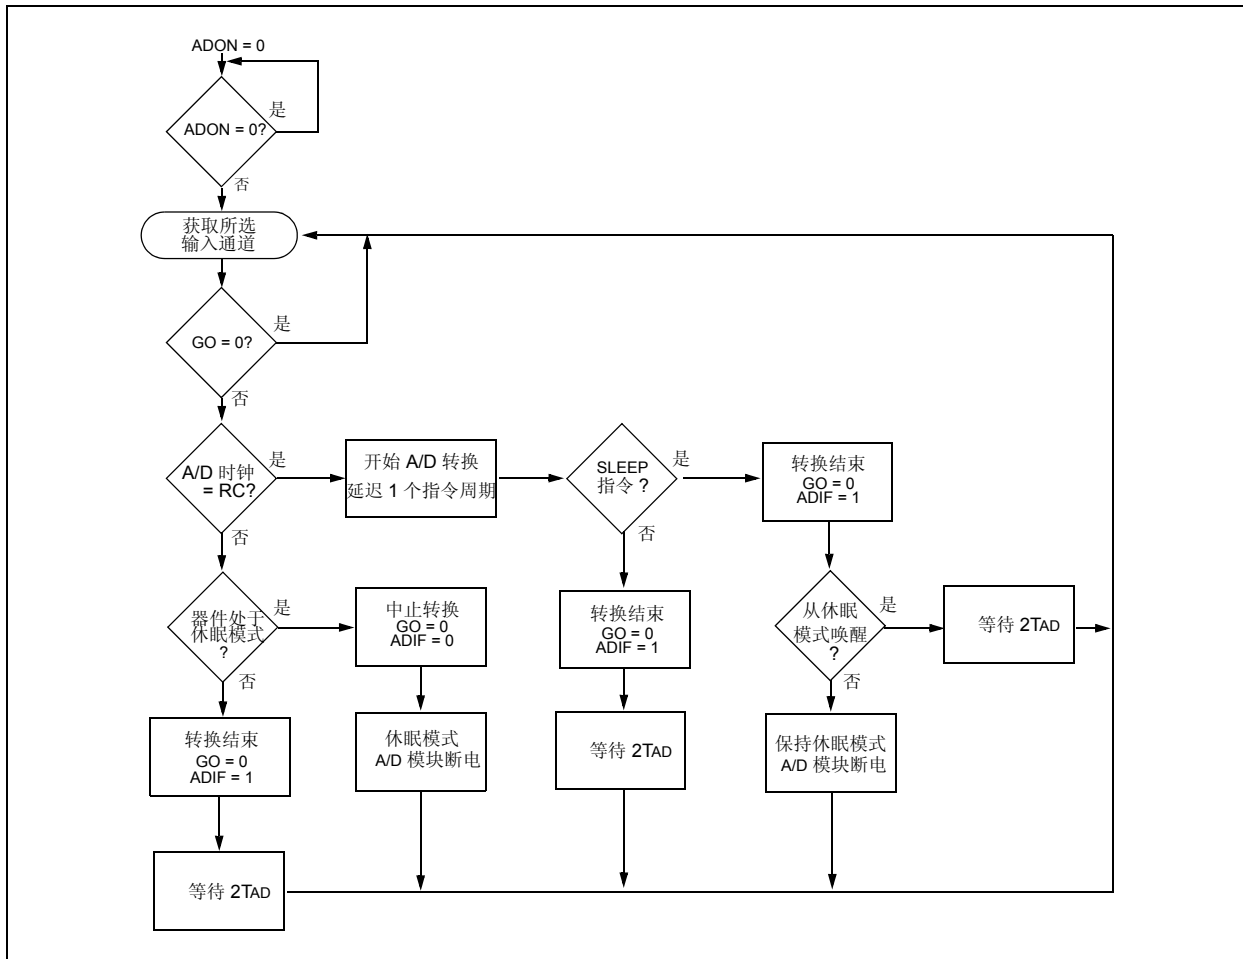 ADON = 0
是
ADON = 0?
否
获取所选
输入通道
是
GO = 0?
否
A/D 时钟
= RC?
是
否
开始 A/D 转换
延迟 1 个指令周期
SLEEP
指令 ?
是
否
转换结束
GO = 0
ADIF = 1
器件处于
休眠模式
?
是
否
中止转换
GO = 0
ADIF = 0
转换结束
GO = 0
ADIF = 1
从休眠
模式唤醒
?
是
否
等待 2TAD
转换结束
GO = 0
ADIF = 1
休眠模式
A/D 模块断电
等待 2TAD
保持休眠模式
A/D 模块断电
等待 2TAD